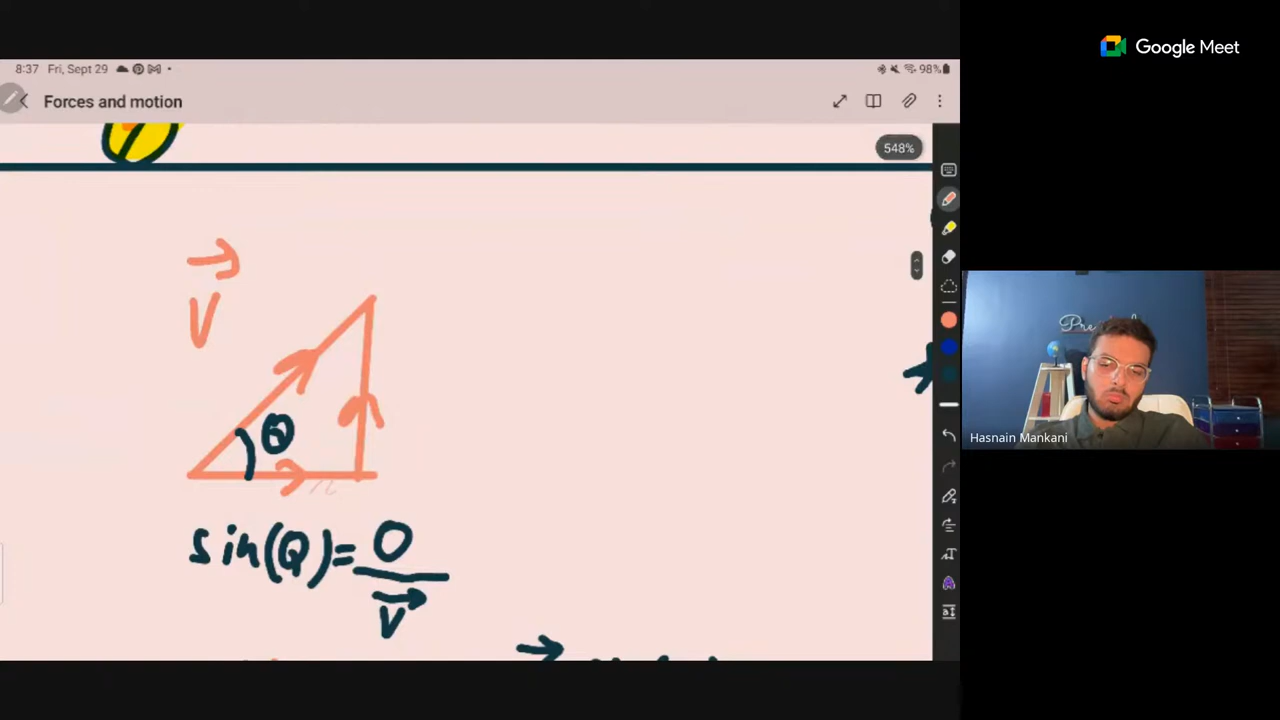 Google Meet
8:37 Fri, Sept 29 98%
Forces and motion
548%
V
θ
sin(θ)=O
V
Hasnain Mankani